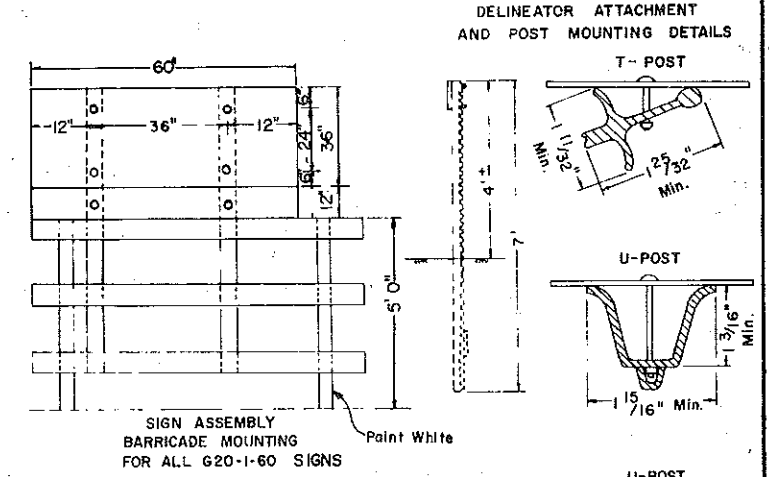 DELINEATOR ATTACHMENT
AND POST MOUNTING DETAILS
60"
12"
36"
12"
6"
24"
6"
36"
12"
5' 0"
SIGN ASSEMBLY
BARRICADE MOUNTING
FOR ALL G20-1-60 SIGNS
Paint White
4' ±
7'
T-POST
1 11/32"
Min.
1 25/32"
Min.
U-POST
1 3/16"
Min.
1 15/16" Min.
U-POST